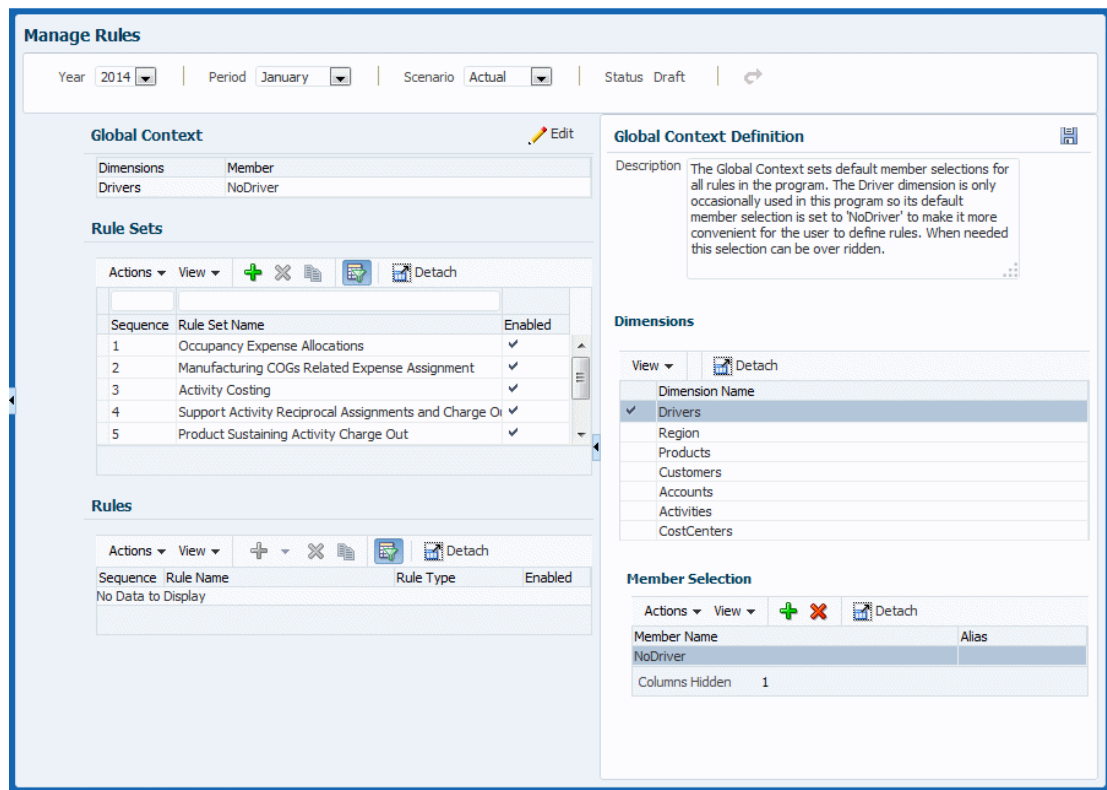 Manage Rules
Year 2014 Period January Scenario Actual Status Draft
Global Context
Edit
Dimensions Member
Drivers NoDriver
Rule Sets
Actions View Detach
Sequence Rule Set Name Enabled
1 Occupancy Expense Allocations
2 Manufacturing COGs Related Expense Assignment
3 Activity Costing
4 Support Activity Reciprocal Assignments and Charge Ou
5 Product Sustaining Activity Charge Out
Rules
Actions View Detach
Sequence Rule Name Rule Type Enabled
No Data to Display
Global Context Definition
Description
The Global Context sets default member selections for
all rules in the program. The Driver dimension is only
occasionally used in this program so its default
member selection is set to 'NoDriver' to make it more
convenient for the user to define rules. When needed
this selection can be over ridden.
Dimensions
View Detach
Dimension Name
Drivers
Region
Products
Customers
Accounts
Activities
CostCenters
Member Selection
Actions View Detach
Member Name Alias
NoDriver
Columns Hidden 1